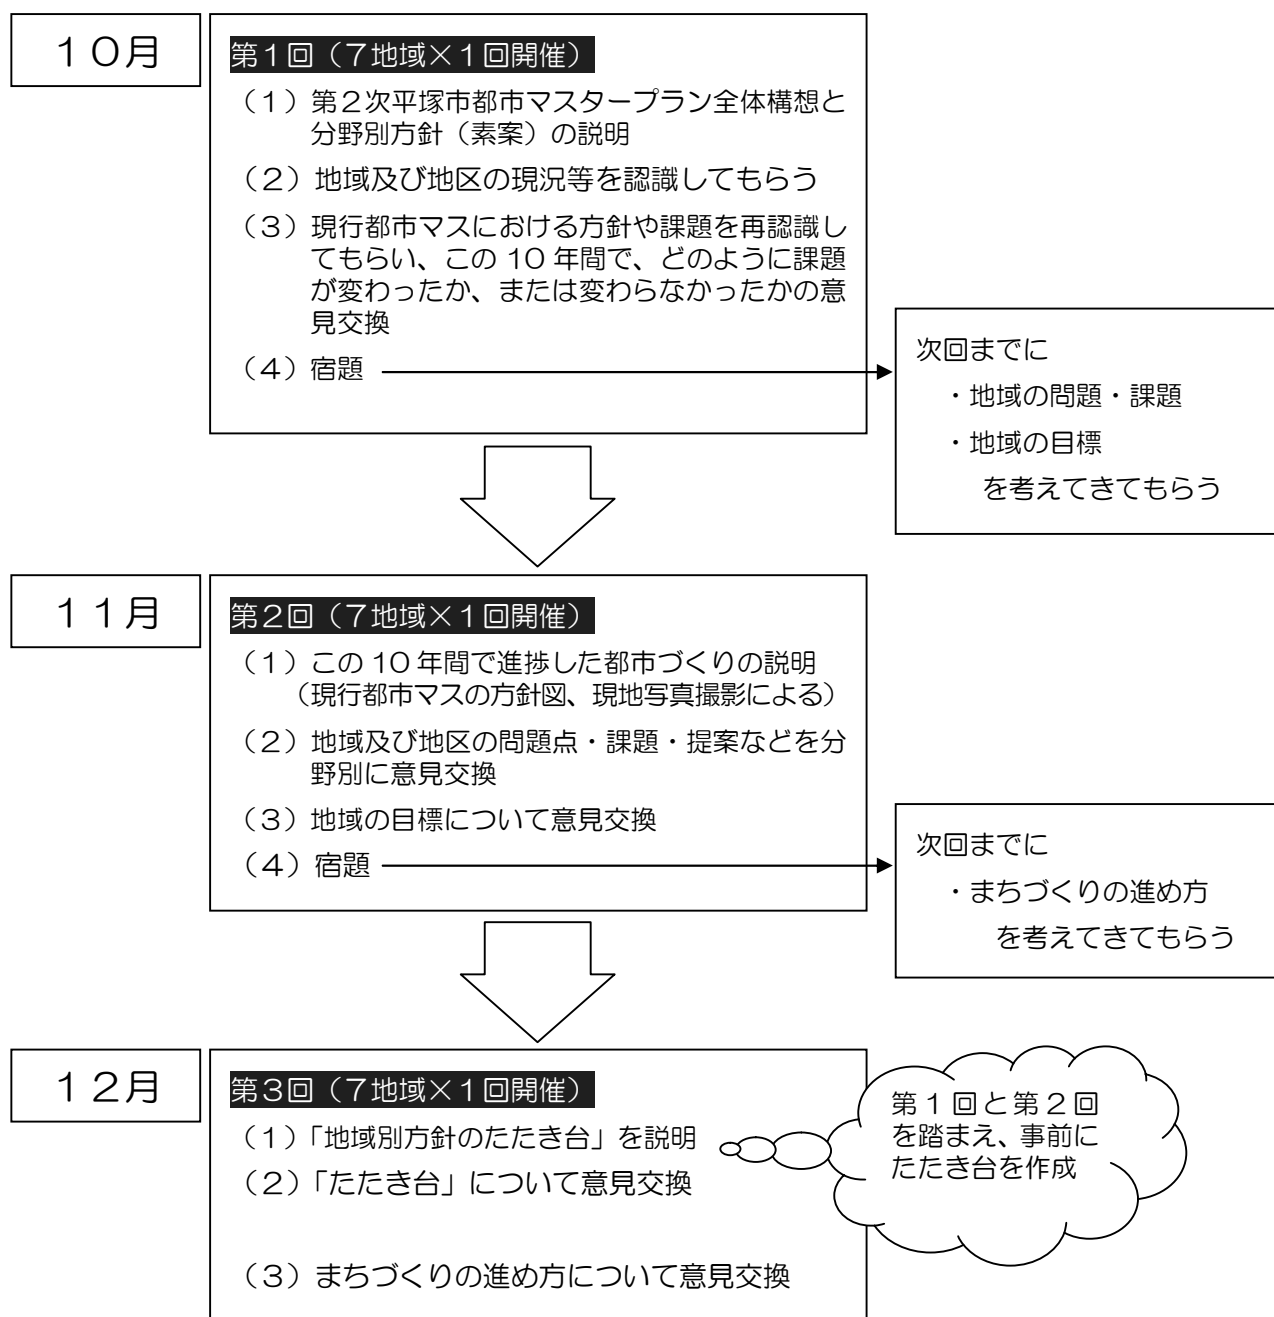 １０月
第１回（７地域×１回開催）
（１）第２次平塚市都市マスタープラン全体構想と
分野別方針（素案）の説明
（２）地域及び地区の現況等を認識してもらう
（３）現行都市マスにおける方針や課題を再認識し
てもらい、この 10 年間で、どのように課題
が変わったか、または変わらなかったかの意
見交換
（４）宿題
次回までに
・地域の問題・課題
・地域の目標
を考えてきてもらう
１１月
第２回（７地域×１回開催）
（１）この 10 年間で進捗した都市づくりの説明
（現行都市マスの方針図、現地写真撮影による）
（２）地域及び地区の問題点・課題・提案などを分
野別に意見交換
（３）地域の目標について意見交換
（４）宿題
次回までに
・まちづくりの進め方
を考えてきてもらう
１２月
第３回（７地域×１回開催）
（１）「地域別方針のたたき台」を説明
（２）「たたき台」について意見交換
（３）まちづくりの進め方について意見交換
第１回と第２回
を踏まえ、事前に
たたき台を作成